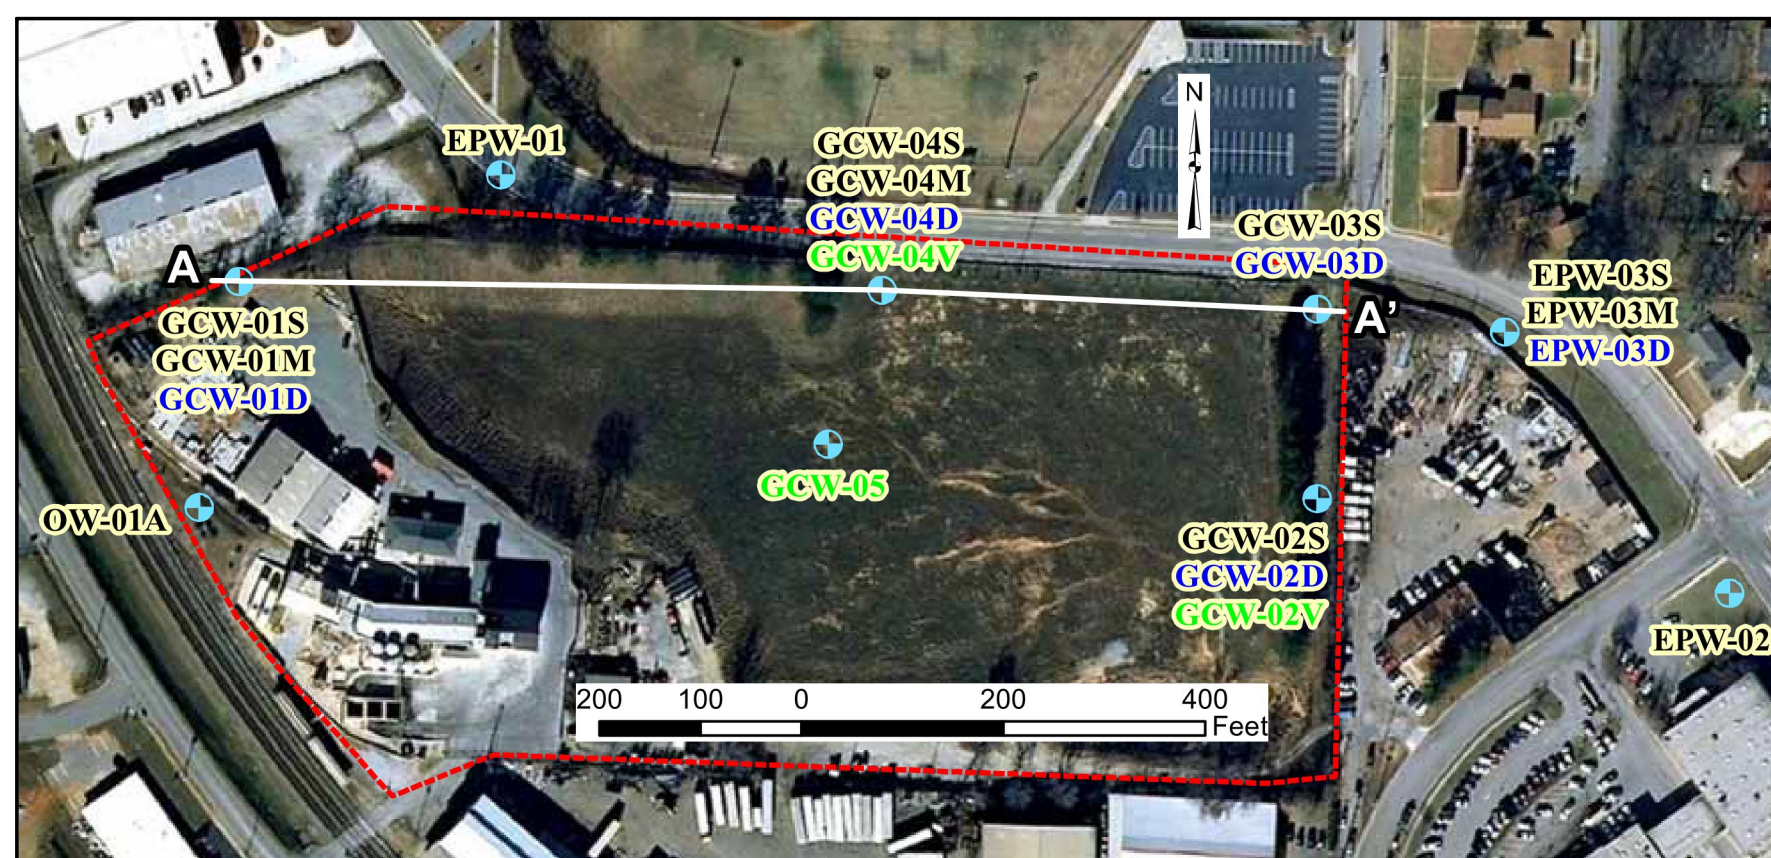 N
EPW-01
GCW-04S
GCW-04M
GCW-04D
GCW-04V
GCW-03S
GCW-03D
A
A’
EPW-03S
EPW-03M
EPW-03D
GCW-01S
GCW-01M
GCW-01D
GCW-05
OW-01A
GCW-02S
GCW-02D
GCW-02V
EPW-02
200 100 0 200 400
Feet